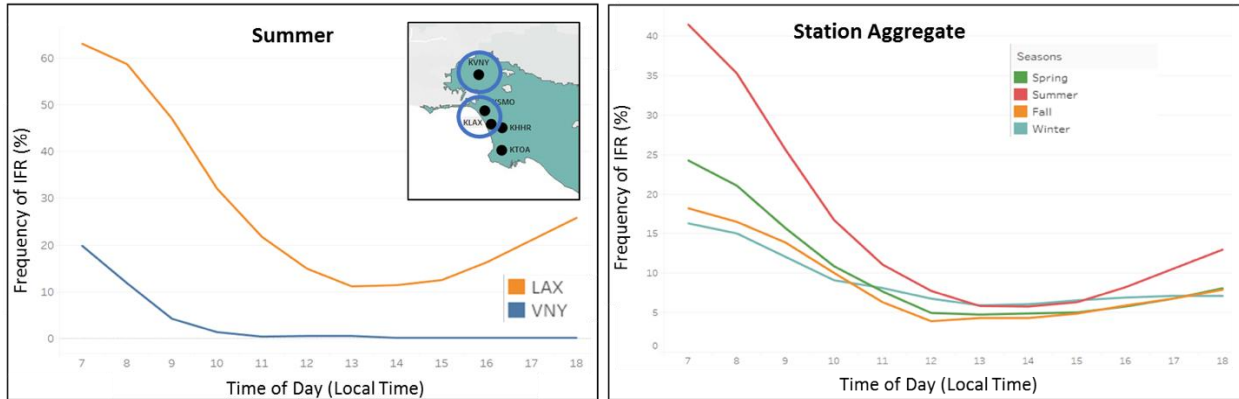 Summer
Frequency of IFR (%)
60
50
40
30
20
10
0
7 8 9 10 11 12 13 14 15 16 17 18
Time of Day (Local Time)
KVNY
KSMO
KLAX
KHHR
KTOA
LAX
VNY
Station Aggregate
Frequency of IFR (%)
40
35
30
25
20
15
10
5
0
7 8 9 10 11 12 13 14 15 16 17 18
Time of Day (Local Time)
Seasons
Spring
Summer
Fall
Winter